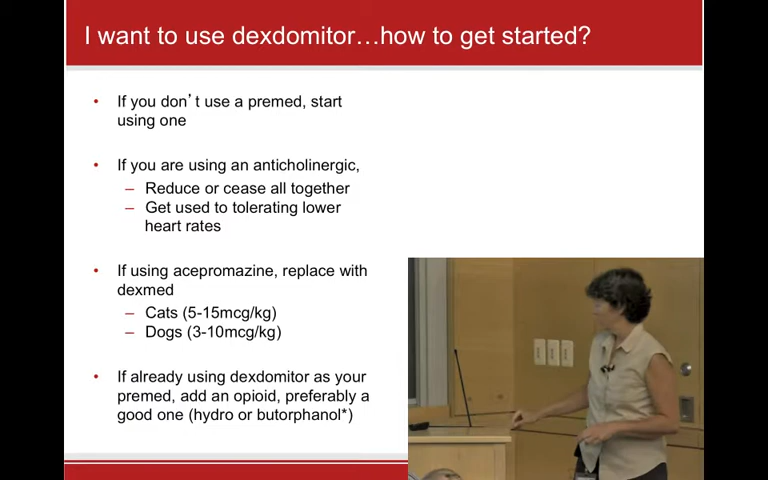 I want to use dexdomitor…how to get started?
• If you don’t use a premed, start
using one
• If you are using an anticholinergic,
– Reduce or cease all together
– Get used to tolerating lower
heart rates
• If using acepromazine, replace with
dexmed
– Cats (5-15mcg/kg)
– Dogs (3-10mcg/kg)
• If already using dexdomitor as your
premed, add an opioid, preferably a
good one (hydro or butorphanol*)